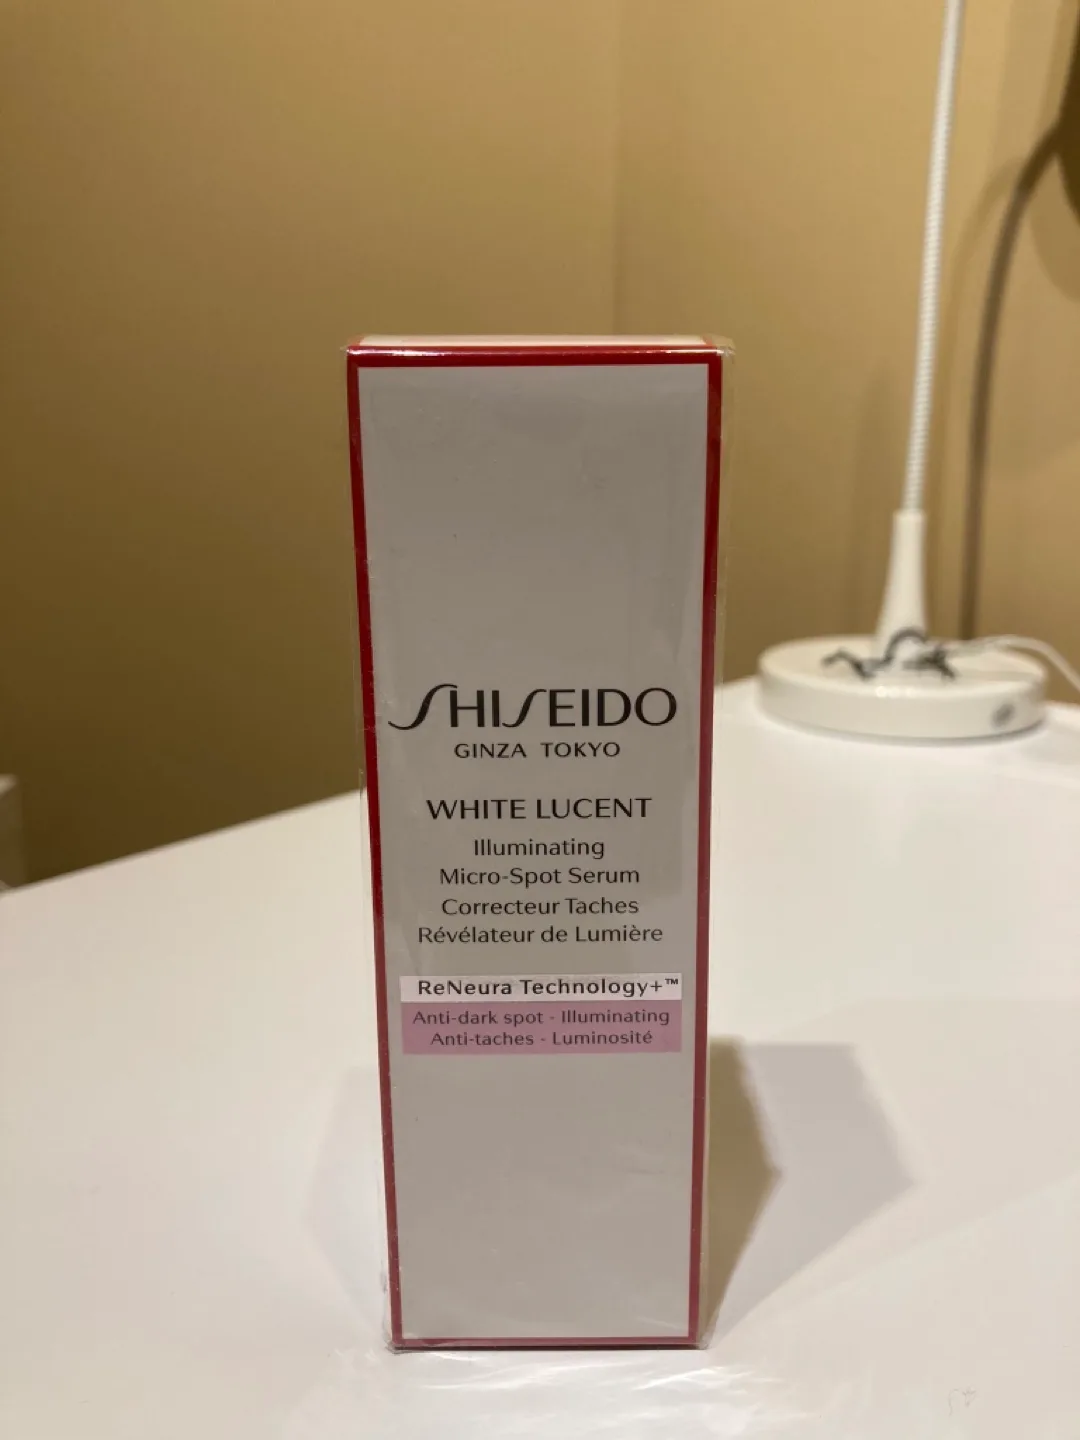 SHISEIDO
GINZA TOKYO
WHITE LUCENT
Illuminating
Micro-Spot Serum
Correcteur Taches
Révélateur de Lumière
ReNeura Technology+™
Anti-dark spot - Illuminating
Anti-taches - Luminosité